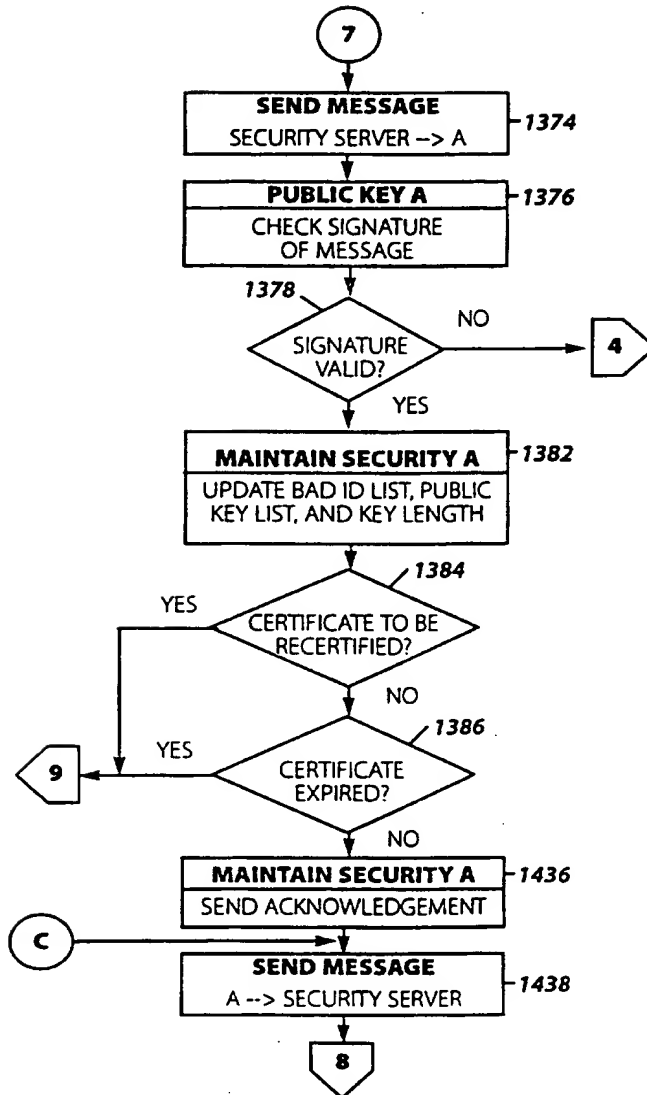 7
SEND MESSAGE
SECURITY SERVER --> A
1374
PUBLIC KEY A
1376
CHECK SIGNATURE
OF MESSAGE
1378
SIGNATURE
VALID?
NO
4
YES
MAINTAIN SECURITY A
1382
UPDATE BAD ID LIST, PUBLIC
KEY LIST, AND KEY LENGTH
1384
YES
CERTIFICATE TO BE
RECERTIFIED?
NO
1386
YES
9
CERTIFICATE
EXPIRED?
NO
MAINTAIN SECURITY A
1436
SEND ACKNOWLEDGEMENT
C
SEND MESSAGE
1438
A --> SECURITY SERVER
8